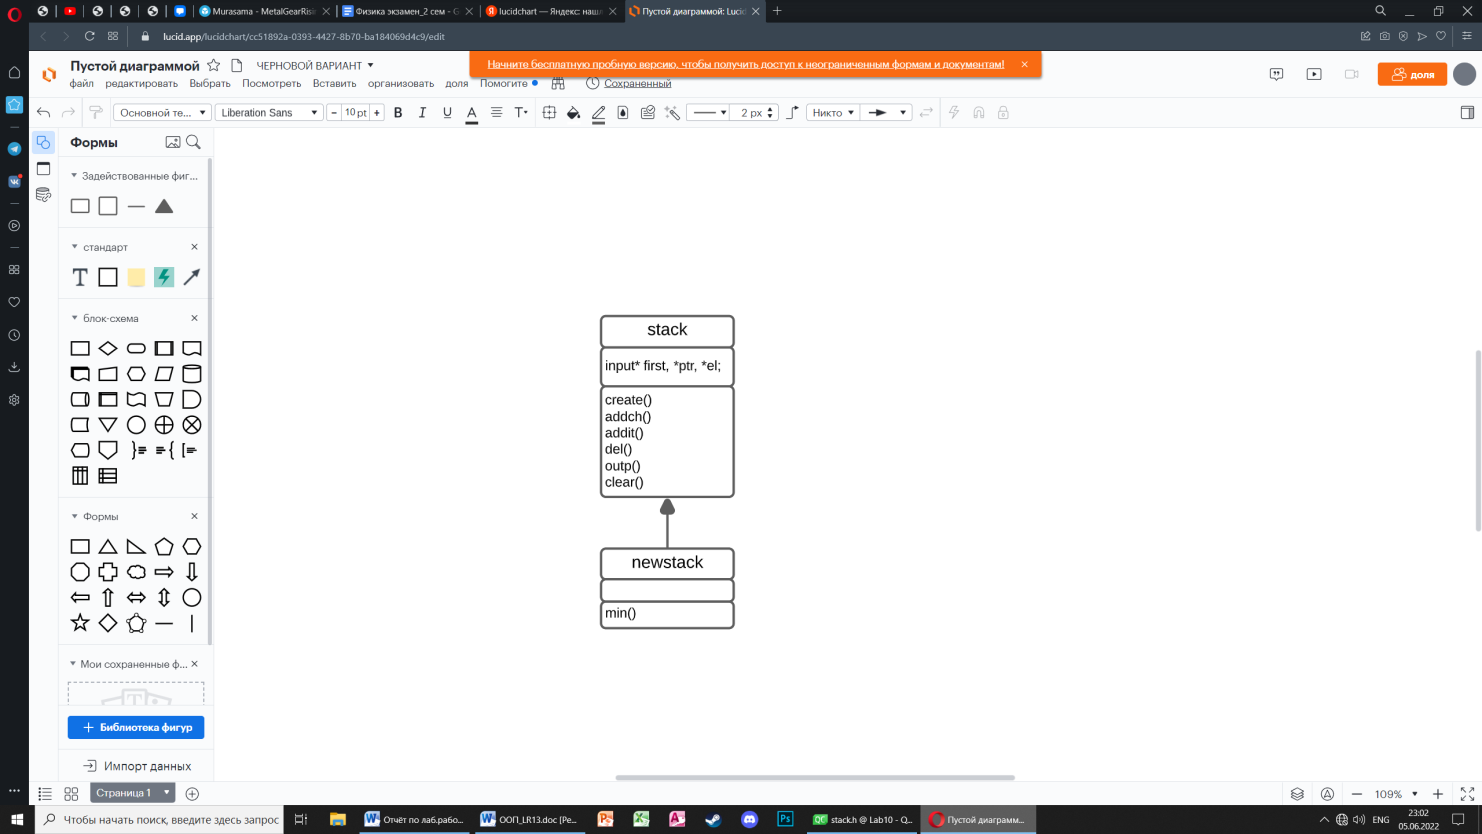 Murasama - MetalGearRisi
Физика экзамен_2 сем - G
lucidchart — Яндекс: наш
Пустой диаграммой: Lucid
lucid.app/lucidchart/cc51892a-0393-4427-8b70-ba184069d4c9/edit
Начните бесплатную пробную версию, чтобы получить доступ к неограниченным формам и документам!
Пустой диаграммой
ЧЕРНОВОЙ ВАРИАНТ
файл
редактировать
Выбрать
Посмотреть
Вставить
организовать
доля
Помогите
Сохраненный
доля
Основной те...
Liberation Sans
− 10 pt +
B
I
U
A
T
2 px
Никто
Формы
Задействованные фиг...
стандарт
T
блок-схема
Формы
Мои сохраненные ф...
T
+ Библиотека фигур
Импорт данных
stack
input* first, *ptr, *el;
create()
addch()
addit()
del()
outp()
clear()
newstack
min()
Страница 1
109%
Чтобы начать поиск, введите здесь запрос
Отчёт по лаб.рабо...
ООП_LR13.doc [Ре...
Ps
stack.h @ Lab10 - Q...
Пустой диаграмм...
ENG
23:02
05.06.2022